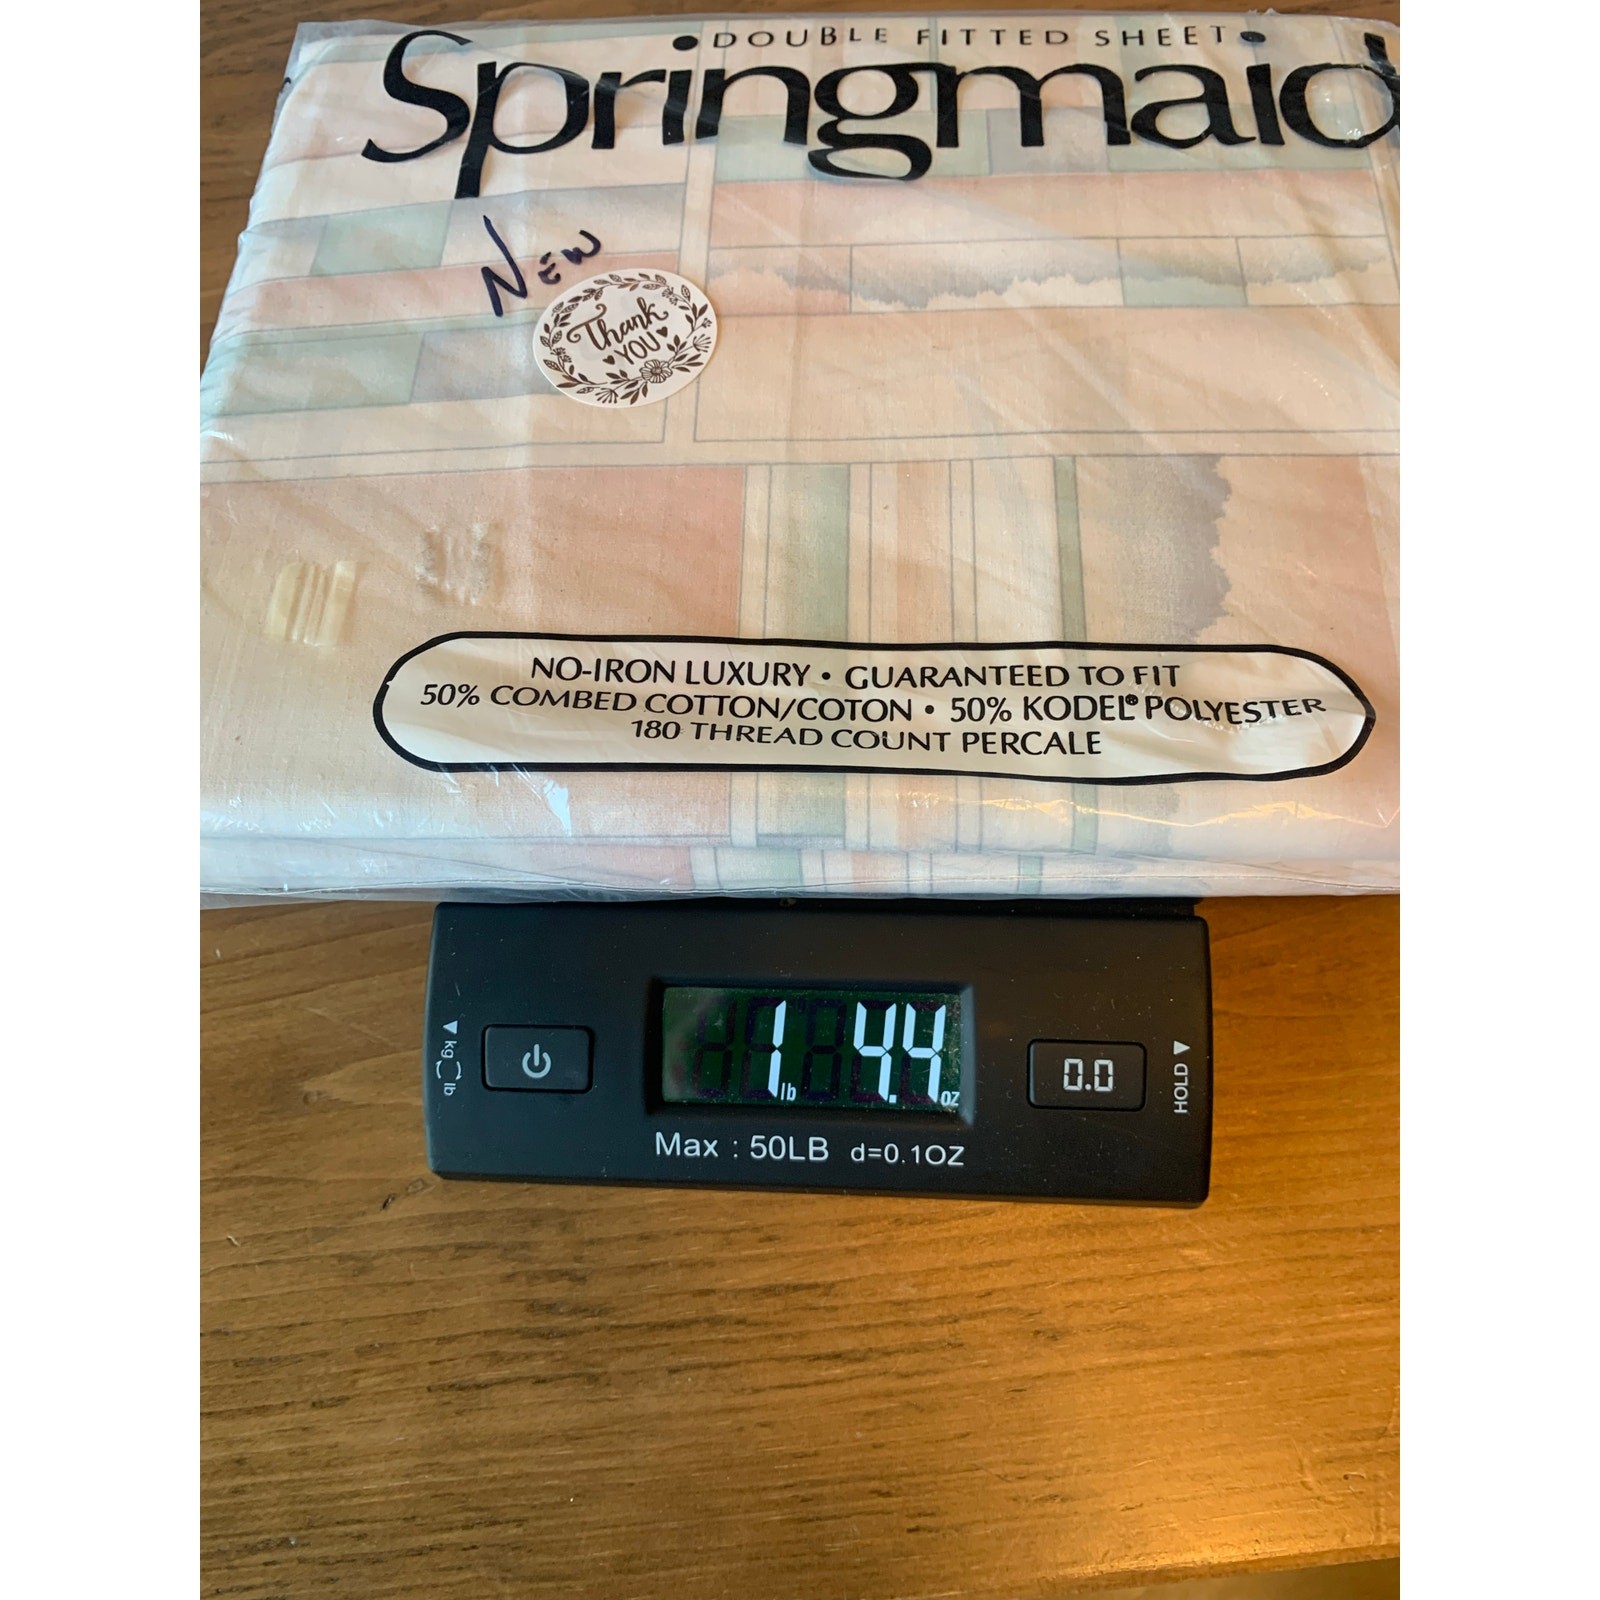 • DOUBLE FITTED SHEET •
Springmaid
NEW
Thank
YOU
NO-IRON LUXURY • GUARANTEED TO FIT
50% COMBED COTTON/COTON • 50% KODEL® POLYESTER
180 THREAD COUNT PERCALE
1 lb 4.4 oz
kg lb
0.0
HOLD
Max : 50LB d=0.1OZ